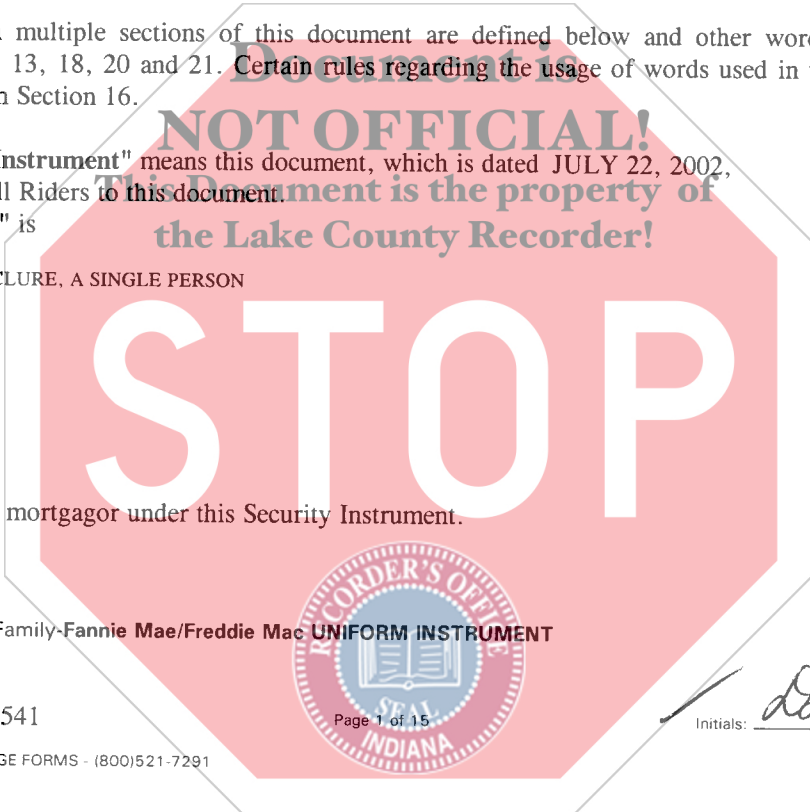 multiple sections of this document are defined below and other
13, 18, 20 and 21. Certain rules regarding the usage of words used in
Section 16.
Document is
NOT OFFICIAL!
Instrument" means this document, which is dated JULY 22, 2002,
Riders to this document.
This Document is the property of
" is
the Lake County Recorder!
CLURE, A SINGLE PERSON
STOP
mortgagor under this Security Instrument.
RECORDER'S OFFICE
SEAL
INDIANA
Family-Fannie Mae/Freddie Mac UNIFORM INSTRUMENT
541
Page 1 of 15
Initials:
GE FORMS - (800)521-7291